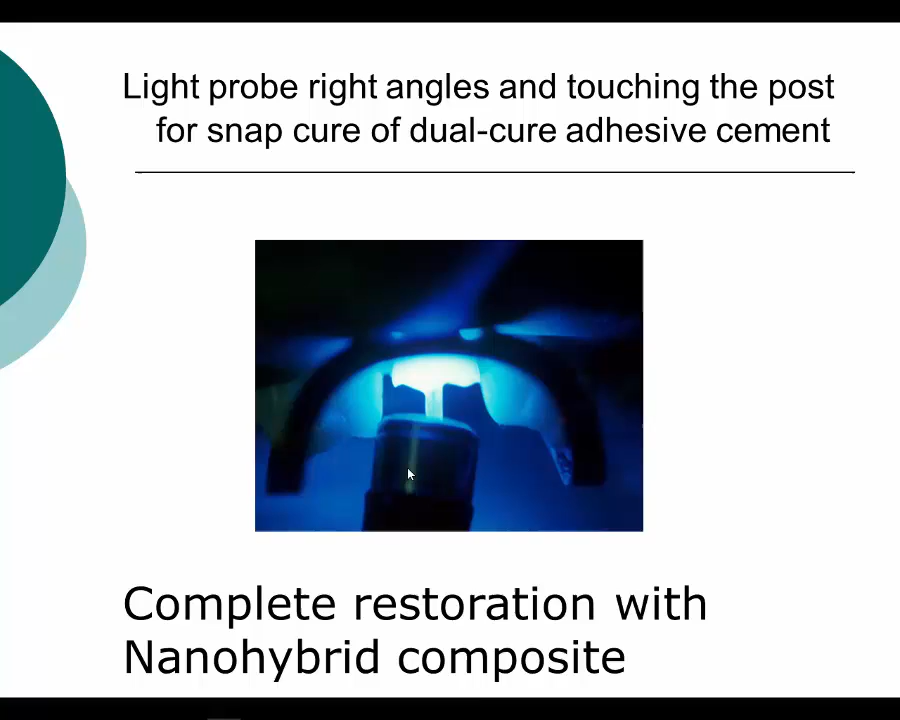 Light probe right angles and touching the post
for snap cure of dual-cure adhesive cement
Complete restoration with
Nanohybrid composite